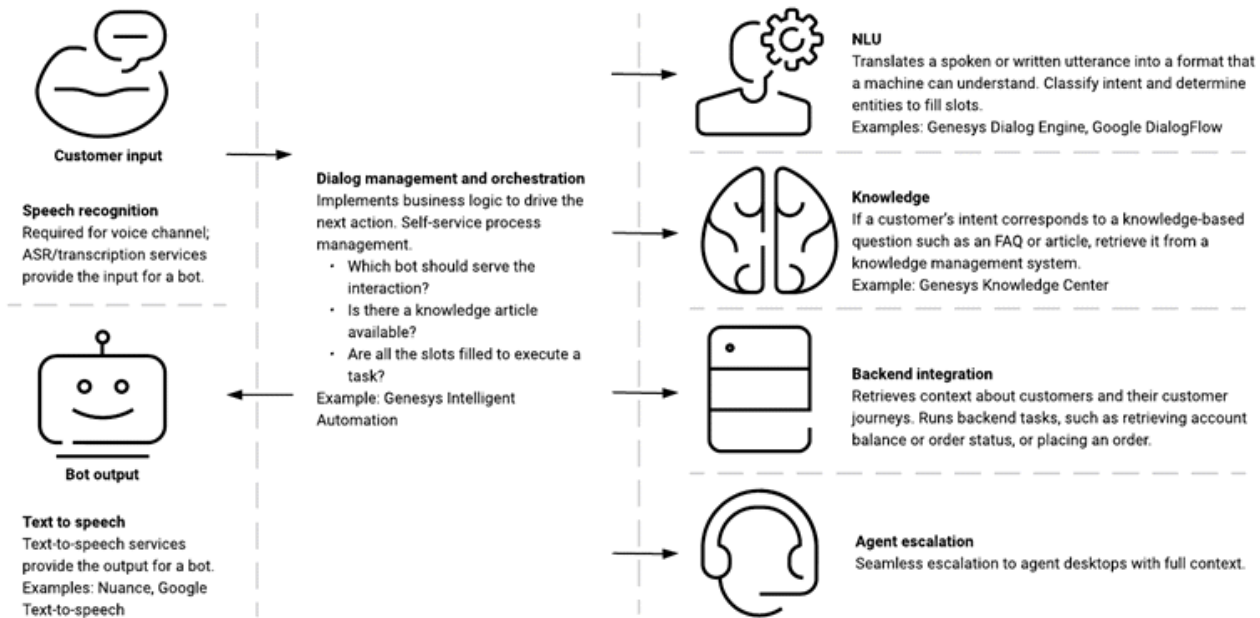 Customer input
Speech recognition
Required for voice channel;
ASR/transcription services
provide the input for a bot.
Bot output
Text to speech
Text-to-speech services
provide the output for a bot.
Examples: Nuance, Google
Text-to-speech
Dialog management and orchestration
Implements business logic to drive the
next action. Self-service process
management.
• Which bot should serve the
interaction?
• Is there a knowledge article
available?
• Are all the slots filled to execute a
task?
Example: Genesys Intelligent
Automation
NLU
Translates a spoken or written utterance into a format that
a machine can understand. Classify intent and determine
entities to fill slots.
Examples: Genesys Dialog Engine, Google DialogFlow
Knowledge
If a customer's intent corresponds to a knowledge-based
question such as an FAQ or article, retrieve it from a
knowledge management system.
Example: Genesys Knowledge Center
Backend integration
Retrieves context about customers and their customer
journeys. Runs backend tasks, such as retrieving account
balance or order status, or placing an order.
Agent escalation
Seamless escalation to agent desktops with full context.